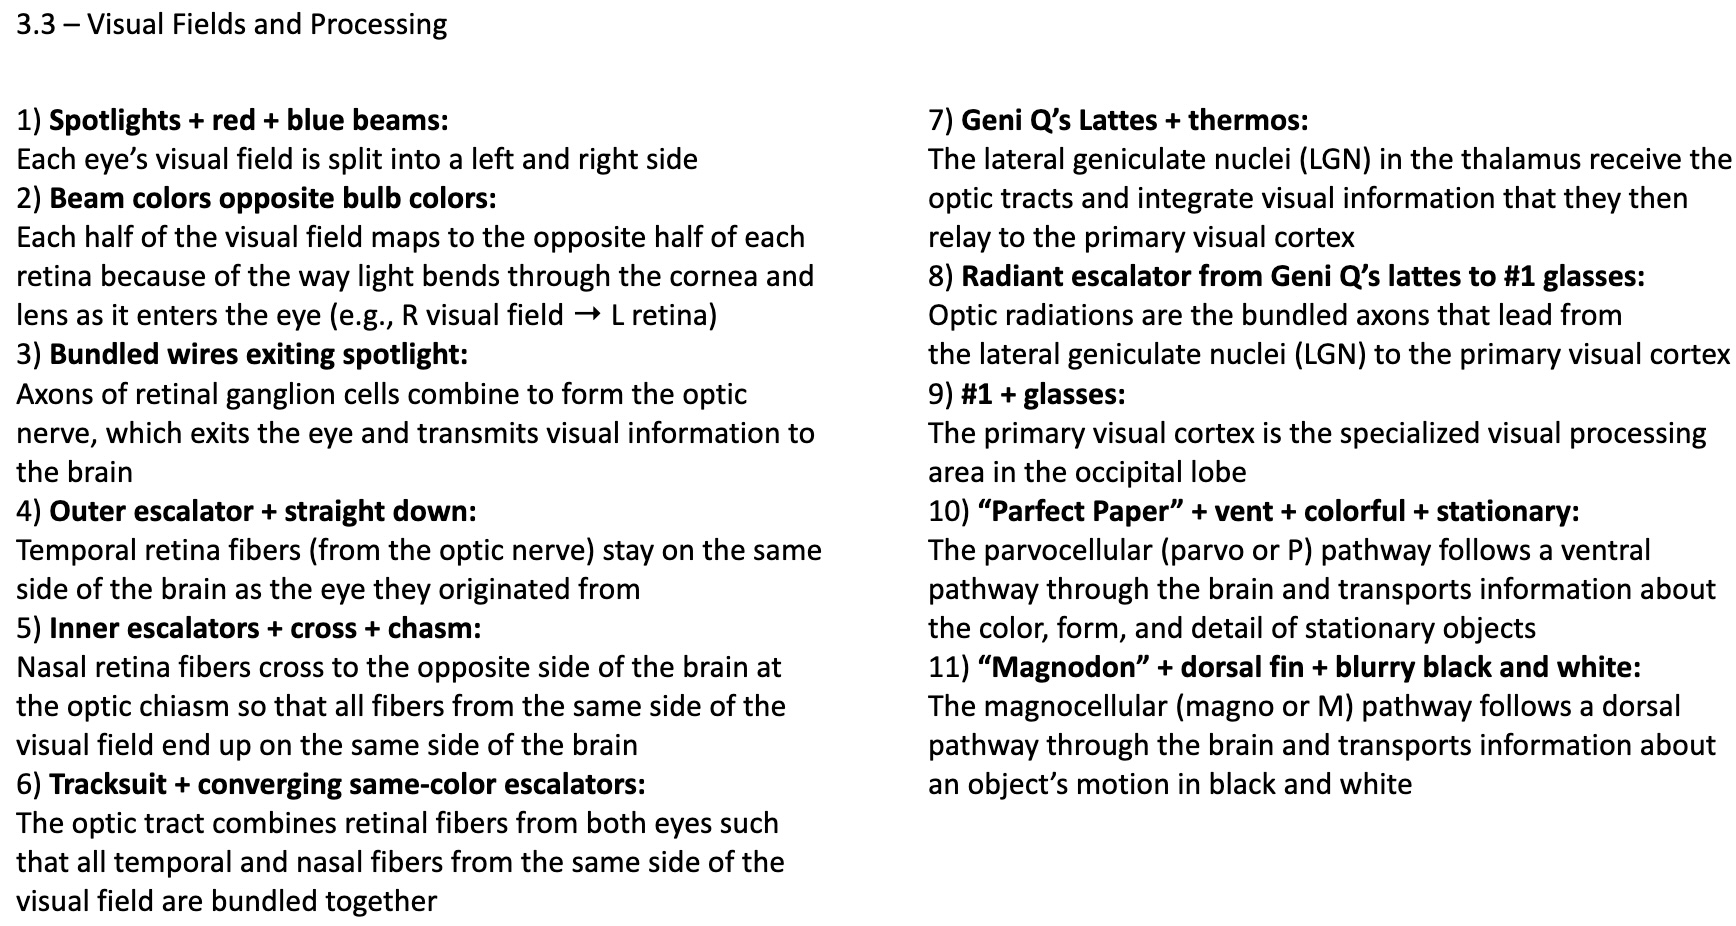 3.3 – Visual Fields and Processing
1) Spotlights + red + blue beams:
Each eye’s visual field is split into a left and right side
2) Beam colors opposite bulb colors:
Each half of the visual field maps to the opposite half of each
retina because of the way light bends through the cornea and
lens as it enters the eye (e.g., R visual field → L retina)
3) Bundled wires exiting spotlight:
Axons of retinal ganglion cells combine to form the optic
nerve, which exits the eye and transmits visual information to
the brain
4) Outer escalator + straight down:
Temporal retina fibers (from the optic nerve) stay on the same
side of the brain as the eye they originated from
5) Inner escalators + cross + chasm:
Nasal retina fibers cross to the opposite side of the brain at
the optic chiasm so that all fibers from the same side of the
visual field end up on the same side of the brain
6) Tracksuit + converging same-color escalators:
The optic tract combines retinal fibers from both eyes such
that all temporal and nasal fibers from the same side of the
visual field are bundled together
7) Geni Q’s Lattes + thermos:
The lateral geniculate nuclei (LGN) in the thalamus receive the
optic tracts and integrate visual information that they then
relay to the primary visual cortex
8) Radiant escalator from Geni Q’s lattes to #1 glasses:
Optic radiations are the bundled axons that lead from
the lateral geniculate nuclei (LGN) to the primary visual cortex
9) #1 + glasses:
The primary visual cortex is the specialized visual processing
area in the occipital lobe
10) “Parfect Paper” + vent + colorful + stationary:
The parvocellular (parvo or P) pathway follows a ventral
pathway through the brain and transports information about
the color, form, and detail of stationary objects
11) “Magnodon” + dorsal fin + blurry black and white:
The magnocellular (magno or M) pathway follows a dorsal
pathway through the brain and transports information about
an object’s motion in black and white